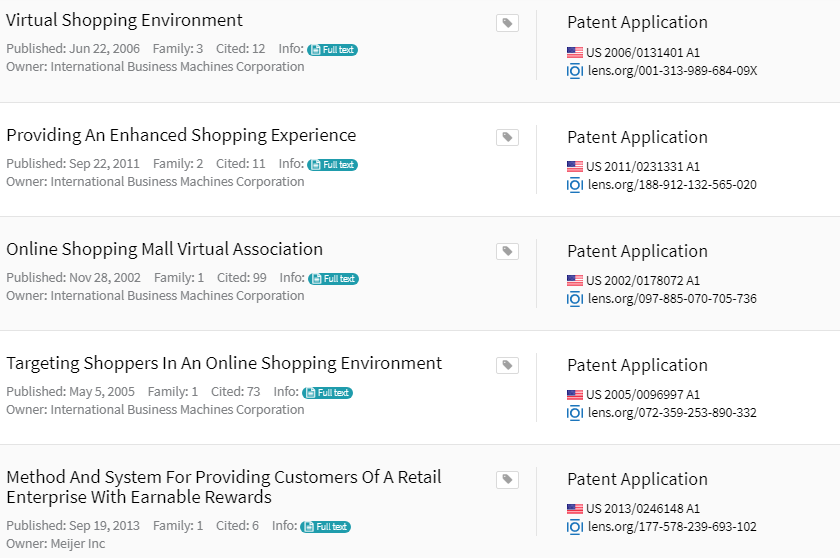 Virtual Shopping Environment
Published: Jun 22, 2006 Family: 3 Cited: 12 Info: Full text
Owner: International Business Machines Corporation
Patent Application
US 2006/0131401 A1
lens.org/001-313-989-684-09X
Providing An Enhanced Shopping Experience
Published: Sep 22, 2011 Family: 2 Cited: 11 Info: Full text
Owner: International Business Machines Corporation
Patent Application
US 2011/0231331 A1
lens.org/188-912-132-565-020
Online Shopping Mall Virtual Association
Published: Nov 28, 2002 Family: 1 Cited: 99 Info: Full text
Owner: International Business Machines Corporation
Patent Application
US 2002/0178072 A1
lens.org/097-885-070-705-736
Targeting Shoppers In An Online Shopping Environment
Published: May 5, 2005 Family: 1 Cited: 73 Info: Full text
Owner: International Business Machines Corporation
Patent Application
US 2005/0096997 A1
lens.org/072-359-253-890-332
Method And System For Providing Customers Of A Retail
Enterprise With Earnable Rewards
Published: Sep 19, 2013 Family: 1 Cited: 6 Info: Full text
Owner: Meijer Inc
Patent Application
US 2013/0246148 A1
lens.org/177-578-239-693-102